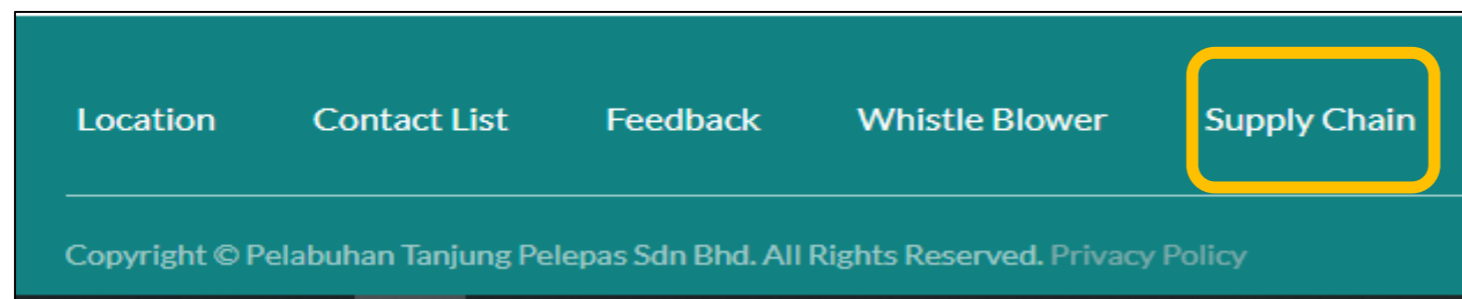 Location Contact List Feedback Whistle Blower Supply Chain
Copyright © Pelabuhan Tanjung Pelepas Sdn Bhd. All Rights Reserved. Privacy Policy